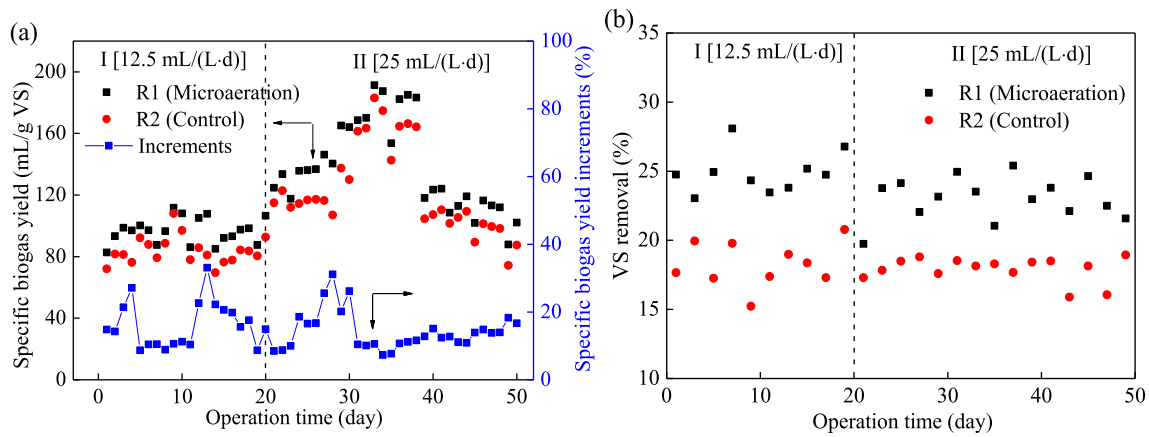 (a)
I [12.5 mL/(L·d)]
II [25 mL/(L·d)]
R1 (Microaeration)
R2 (Control)
Increments
Specific biogas yield (mL/g VS)
200
160
120
80
40
0
100
80
60
40
20
0
Specific biogas yield increments (%)
0 10 20 30 40 50
Operation time (day)
(b)
I [12.5 mL/(L·d)]
II [25 mL/(L·d)]
R1 (Microaeration)
R2 (Control)
VS removal (%)
35
30
25
20
15
10
0 10 20 30 40 50
Operation time (day)